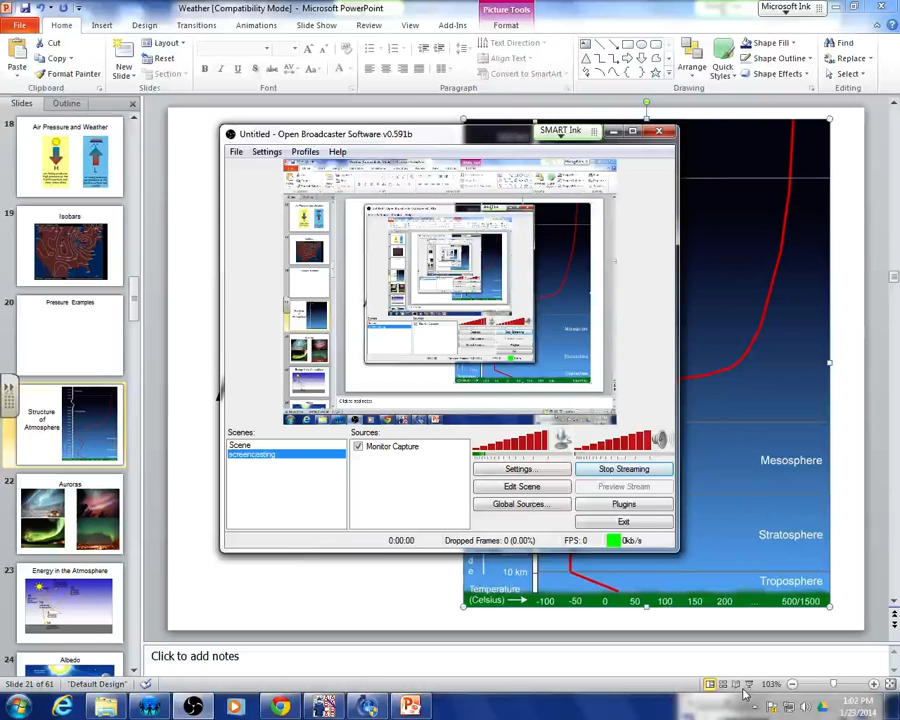 Weather [Compatibility Mode] - Microsoft PowerPoint
Picture Tools
Microsoft Ink
File
Home
Insert
Design
Transitions
Animations
Slide Show
Review
View
Add-Ins
Format
Cut
Copy
Format Painter
Paste
Clipboard
New
Slide
Layout
Reset
Section
Slides
Font
Paragraph
Text Direction
Align Text
Convert to SmartArt
Arrange
Quick
Styles
Shape Fill
Shape Outline
Shape Effects
Drawing
Find
Replace
Select
Editing
Slides
Outline
18
Air Pressure and Weather
19
Isobars
20
Pressure Examples
Structure
of
Atmosphere
22
Auroras
23
Energy in the Atmosphere
24
Albedo
Untitled - Open Broadcaster Software v0.591b
SMART Ink
File
Settings
Profiles
Help
Scenes:
Scene
screencasting
Sources:
Monitor Capture
Settings...
Stop Streaming
Edit Scene
Preview Stream
Global Sources...
Plugins
Exit
0:00:00
Dropped Frames: 0 (0.00%)
FPS: 0
0kb/s
Mesosphere
Stratosphere
Troposphere
d
e
10 km
Temperature
(Celsius)
-100
-50
0
50
100
150
200
...
500/1500
Click to add notes
Slide 21 of 61
"Default Design"
103%
1:02 PM
1/29/2014